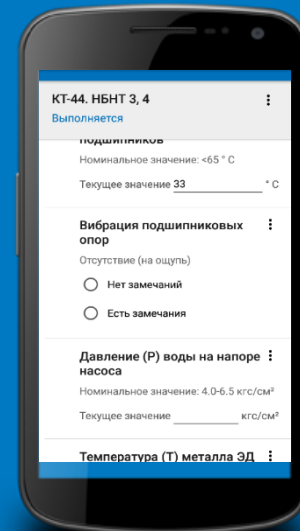 КТ-44. НБНТ 3, 4
Выполняется
подшипников
Номинальное значение: <65 ° C
Текущее значение 33 ° C
Вибрация подшипниковых
опор
Отсутствие (на ощупь)
Нет замечаний
Есть замечания
Давление (Р) воды на напоре
насоса
Номинальное значение: 4.0-6.5 кгс/см²
Текущее значение кгс/см²
Температура (Т) металла ЭД